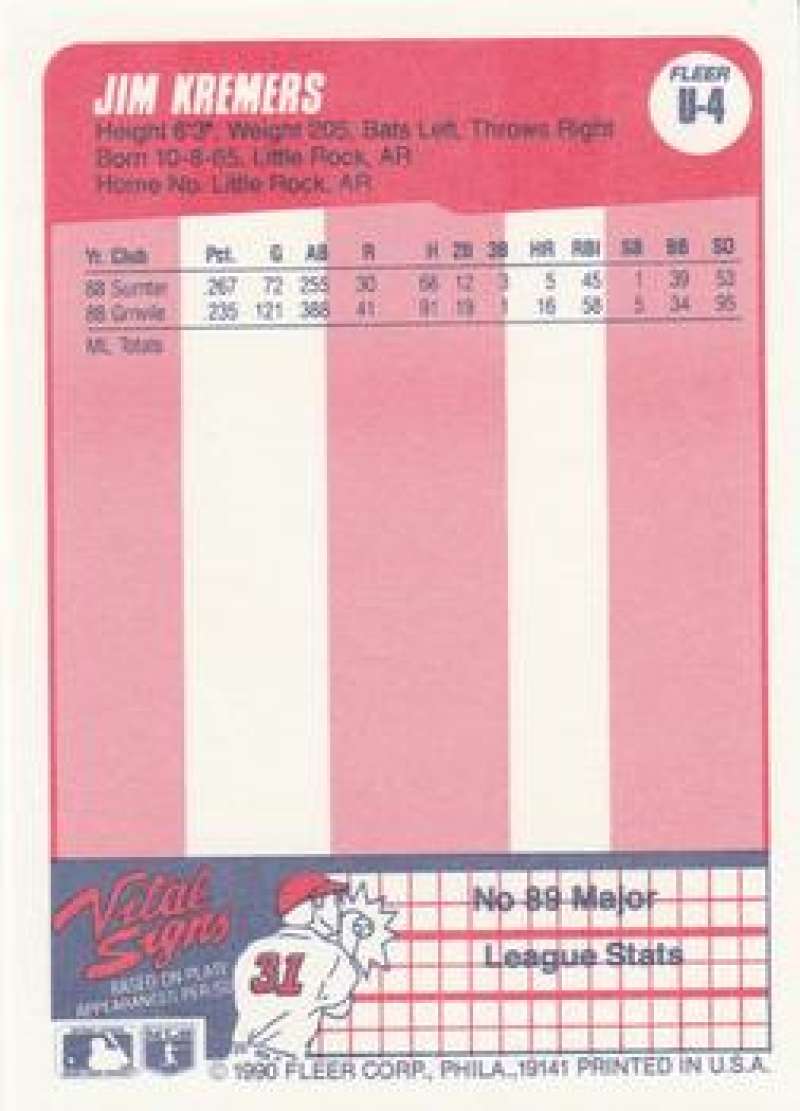 JIM KREMERS
FLEER
U-4
Height 6'3", Weight 205, Bats Left, Throws Right
Born 10-8-65, Little Rock, AR
Home No. Little Rock, AR
Yr. Club Pct. G AB R H 2B 3B HR RBI SB BB SO
88 Sumter 267 72 255 30 68 12 3 5 45 1 39 53
89 Grnvile 235 121 388 41 91 19 1 16 58 5 34 95
ML Totals
Vital
Signs
BASED ON PLATE
APPEARANCES PER
31
No 89 Major
League Stats
© 1990 FLEER CORP., PHILA., 19141 PRINTED IN U.S.A.